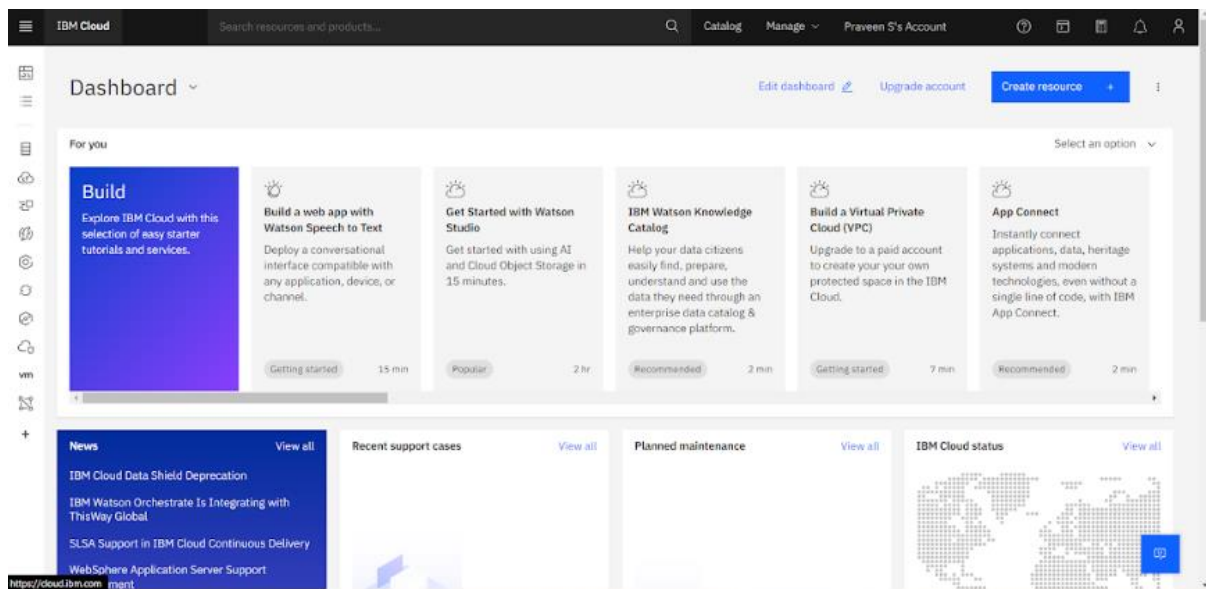 IBM Cloud
Search resources and products...
Catalog
Manage
Praveen S's Account
Dashboard
Edit dashboard
Upgrade account
Create resource +
For you
Select an option
Build
Explore IBM Cloud with this
selection of easy starter
tutorials and services.
Build a web app with
Watson Speech to Text
Deploy a conversational
interface compatible with
any application, device, or
channel.
Getting started
15 min
Get Started with Watson
Studio
Get started with using AI
and Cloud Object Storage in
15 minutes.
Popular
2 hr
IBM Watson Knowledge
Catalog
Help your data citizens
easily find, prepare,
understand and use the
data they need through an
enterprise data catalog &
governance platform.
Recommended
2 min
Build a Virtual Private
Cloud (VPC)
Upgrade to a paid account
to create your your own
protected space in the IBM
Cloud.
Getting started
7 min
App Connect
Instantly connect
applications, data, heritage
systems and modern
technologies, even without a
single line of code, with IBM
App Connect.
Recommended
2 min
vm
News
View all
IBM Cloud Data Shield Deprecation
IBM Watson Orchestrate Is Integrating with
ThisWay Global
SLSA Support in IBM Cloud Continuous Delivery
WebSphere Application Server Support
ment
Recent support cases
View all
Planned maintenance
View all
IBM Cloud status
View all
https://cloud.ibm.com